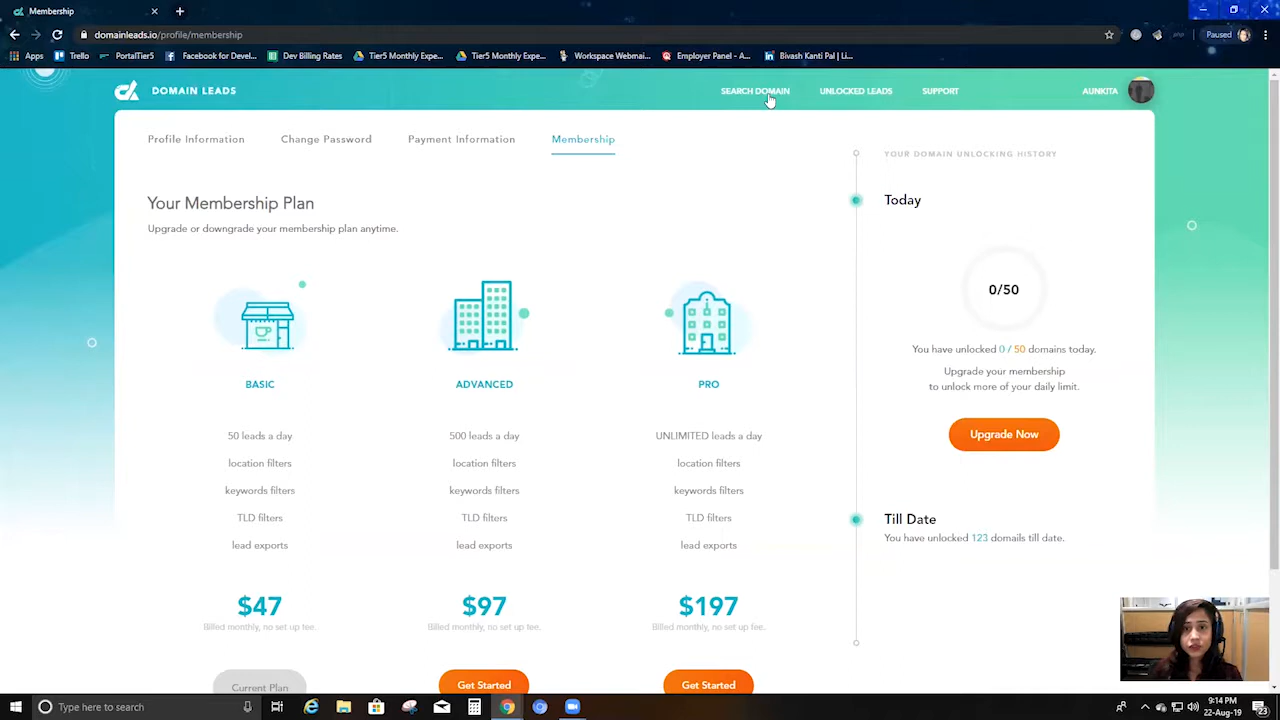 Membership
domainleads.io/profile/membership
Paused
Apps
Trello
PortalTier5
Facebook for Devel...
Dev Billing Rates
Tier5 Monthly Expe...
Tier5 Monthly Expe...
Workspace Webmai...
Employer Panel - A...
Bivash Kanti Pal | Li...
DOMAIN LEADS
SEARCH DOMAIN
UNLOCKED LEADS
SUPPORT
AUNKITA
Profile Information
Change Password
Payment Information
Membership
Your Membership Plan
Upgrade or downgrade your membership plan anytime.
BASIC
50 leads a day
location filters
keywords filters
TLD filters
lead exports
$47
Billed monthly, no set up fee.
Current Plan
ADVANCED
500 leads a day
location filters
keywords filters
TLD filters
lead exports
$97
Billed monthly, no set up fee.
Get Started
PRO
UNLIMITED leads a day
location filters
keywords filters
TLD filters
lead exports
$197
Billed monthly, no set up fee.
Get Started
YOUR DOMAIN UNLOCKING HISTORY
Today
0/50
You have unlocked 0 / 50 domains today.
Upgrade your membership
to unlock more of your daily limit.
Upgrade Now
Till Date
You have unlocked 123 domails till date.
Type here to search
9:14 PM
22-Aug-19